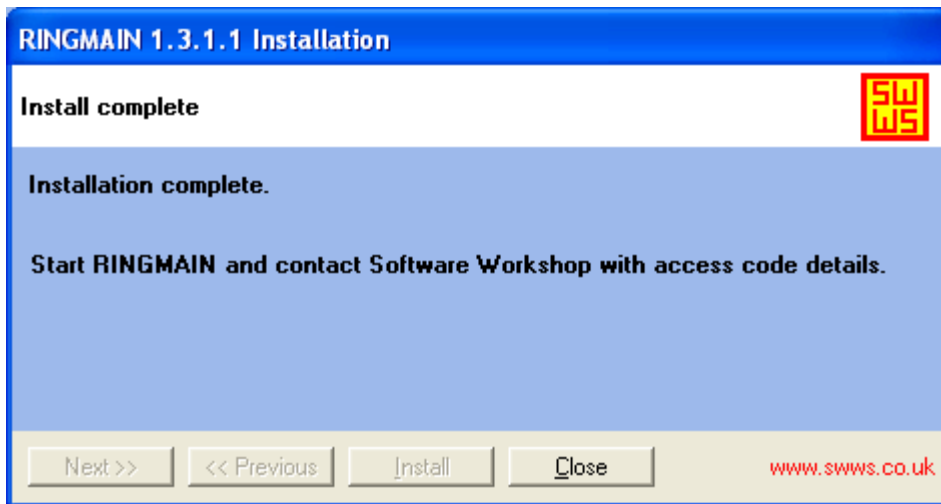 RINGMAIN 1.3.1.1 Installation
Install complete
SW
WS
Installation complete.
Start RINGMAIN and contact Software Workshop with access code details.
Next >> << Previous Install Close www.swws.co.uk